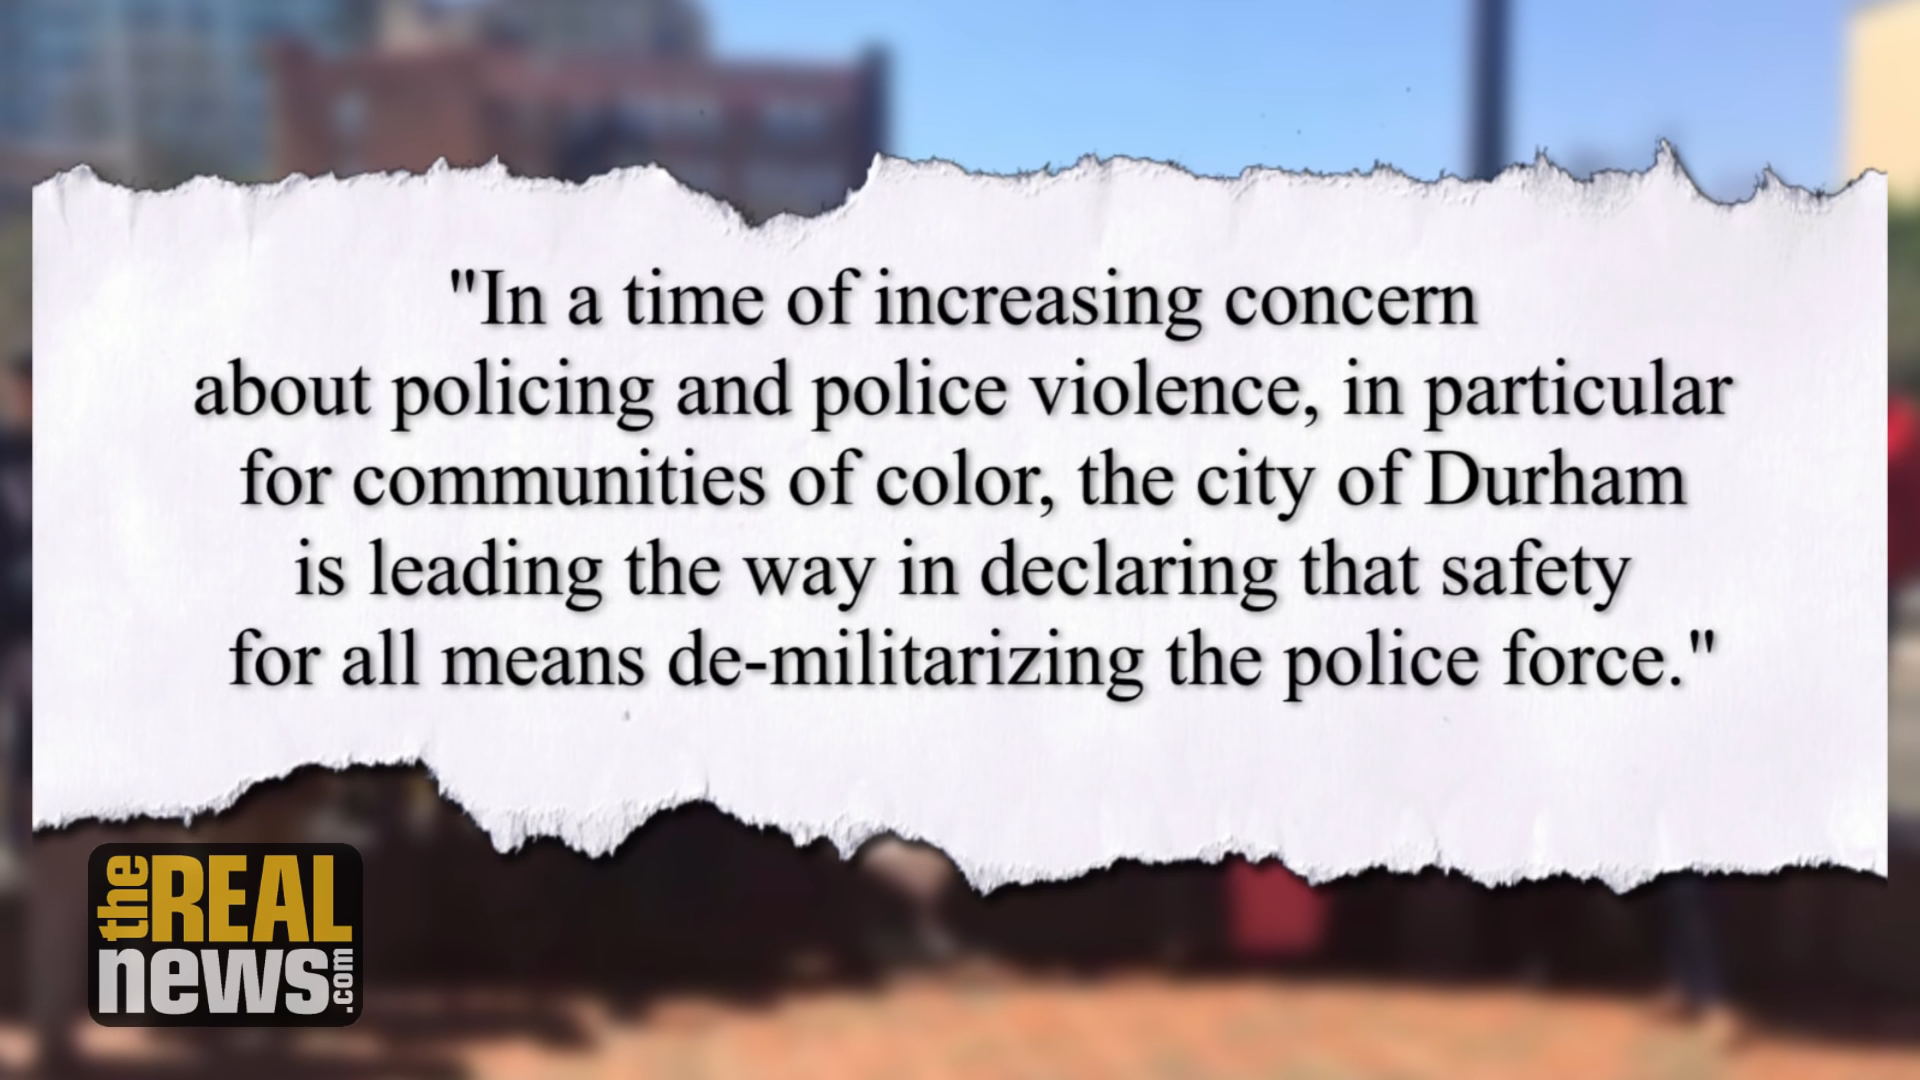 "In a time of increasing concern
about policing and police violence, in particular
for communities of color, the city of Durham
is leading the way in declaring that safety
for all means de-militarizing the police force."
the REAL
news.com